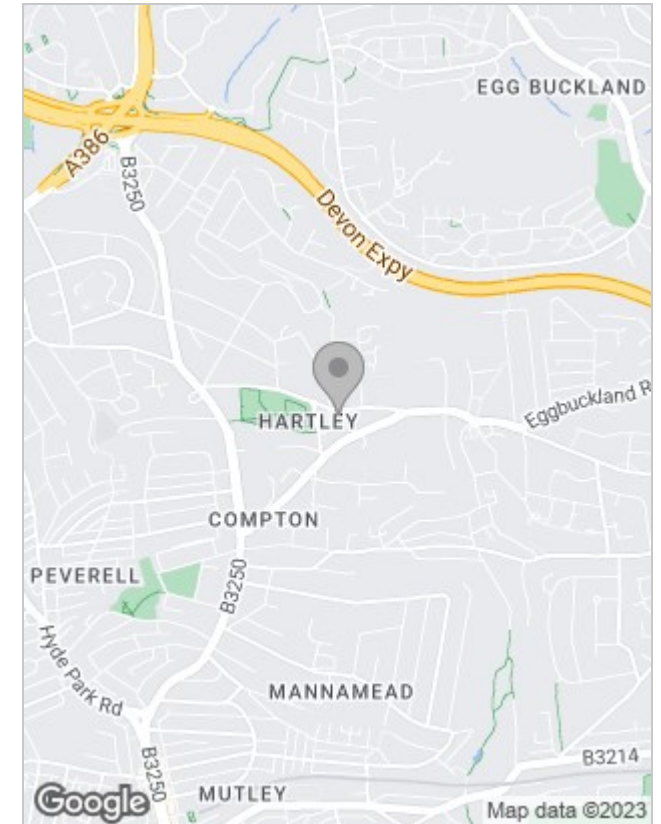 EGG BUCKLAND
A386
B3250
Devon Expy
Eggbuckland R
HARTLEY
COMPTON
PEVERELL
B3250
Hyde Park Rd
MANNAMEAD
B3250
B3214
MUTLEY
Google
Map data ©2023